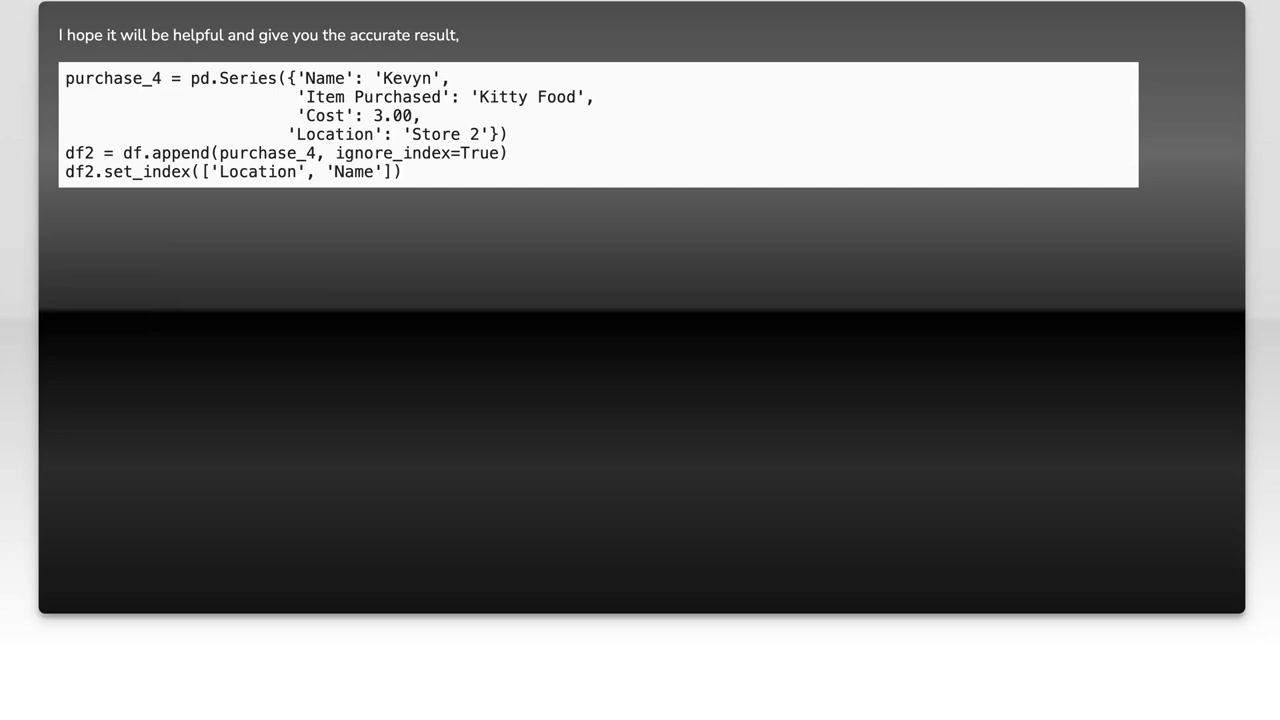 I hope it will be helpful and give you the accurate result,
purchase_4 = pd.Series({'Name': 'Kevyn',
                        'Item Purchased': 'Kitty Food',
                        'Cost': 3.00,
                       'Location': 'Store 2'})
df2 = df.append(purchase_4, ignore_index=True)
df2.set_index(['Location', 'Name'])